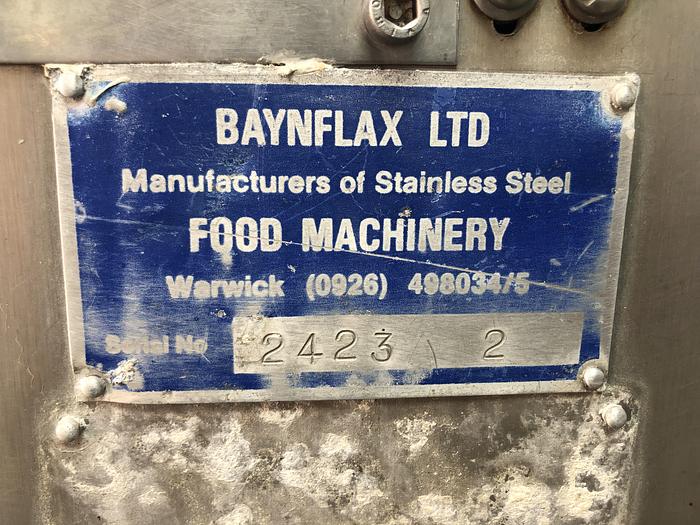 BAYNFLAX LTD
Manufacturers of Stainless Steel
FOOD MACHINERY
Warwick (0926) 498034/5
Serial No 2423 2